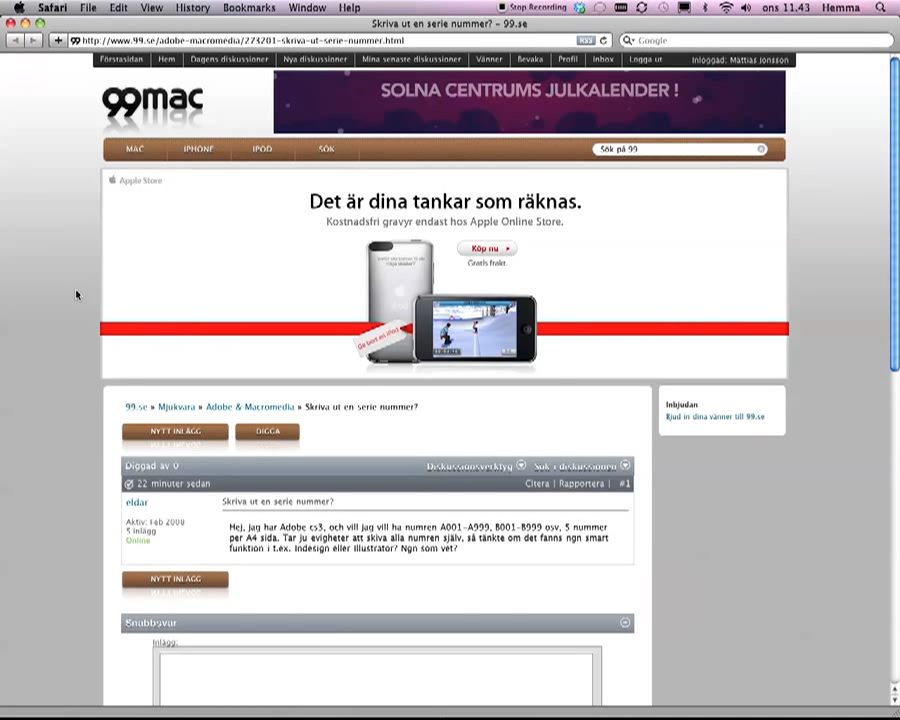 Safari File Edit View History Bookmarks Window Help Stop Recording ons 11.43 Hemma
Skriva ut en serie nummer? – 99.se
http://www.99.se/adobe-macromedia/273201-skriva-ut-serie-nummer.html RSS Google
Förstasidan Hem Dagens diskussioner Nya diskussioner Mina senaste diskussioner Vänner Bevaka Profil Inbox Logga ut Inloggad: Mattias Jonsson
99mac
SOLNA CENTRUMS JULKALENDER !
MAC IPHONE IPOD SÖK Sök på 99
Apple Store
Det är dina tankar som räknas.
Kostnadsfri gravyr endast hos Apple Online Store.
Köp nu
Gratis frakt.
Ge bort en iPod
99.se » Mjukvara » Adobe & Macromedia » Skriva ut en serie nummer?
Inbjudan
Bjud in dina vänner till 99.se
NYTT INLÄGG DIGGA
Diggad av 0 Diskussionsverktyg Sök i diskussionen
22 minuter sedan Citera | Rapportera | #1
eldar
Skriva ut en serie nummer?
Aktiv: Feb 2008
5 inlägg
Online
Hej, jag har Adobe cs3, och vill jag vill ha numren A001-A999, B001-B999 osv, 5 nummer
per A4 sida. Tar ju evigheter att skiva alla numren själv, så tänkte om det fanns ngn smart
funktion i t.ex. Indesign eller Illustrator? Ngn som vet?
NYTT INLÄGG
Snabbsvar
Inlägg: